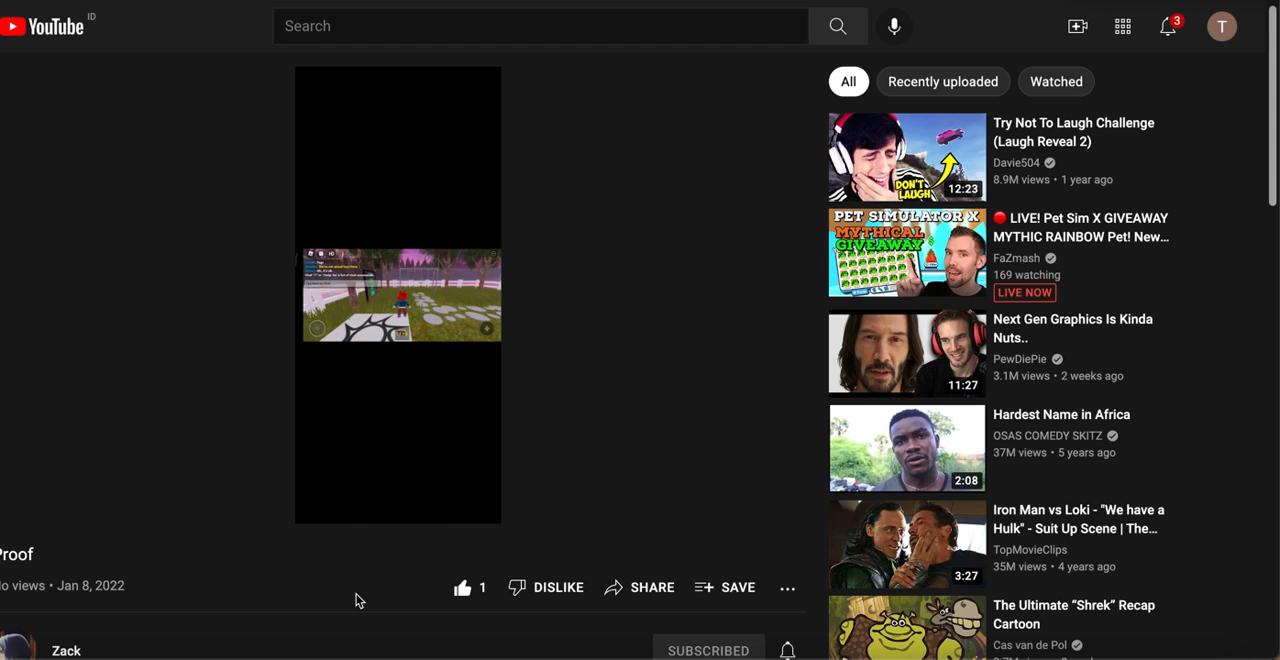 YouTube ID
Search
3
T
All
Recently uploaded
Watched
DON'T
LAUGH
12:23
Try Not To Laugh Challenge
(Laugh Reveal 2)
Davie504
8.9M views • 1 year ago
PET SIMULATOR X
MYTHICAL
GIVEAWAY
🔴 LIVE! Pet Sim X GIVEAWAY
MYTHIC RAINBOW Pet! New…
FaZmash
169 watching
LIVE NOW
11:27
Next Gen Graphics Is Kinda
Nuts..
PewDiePie
3.1M views • 2 weeks ago
2:08
Hardest Name in Africa
OSAS COMEDY SKITZ
37M views • 5 years ago
3:27
Iron Man vs Loki - "We have a
Hulk" - Suit Up Scene | The…
TopMovieClips
35M views • 4 years ago
The Ultimate “Shrek” Recap
Cartoon
Cas van de Pol
Proof
views • Jan 8, 2022
1
DISLIKE
SHARE
SAVE
Zack
SUBSCRIBED